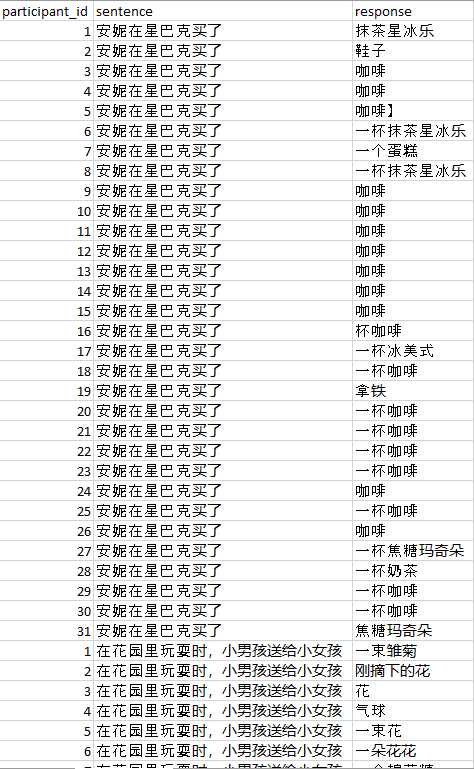 participant_id sentence response
1 安妮在星巴克买了 抹茶星冰乐
2 安妮在星巴克买了 鞋子
3 安妮在星巴克买了 咖啡
4 安妮在星巴克买了 咖啡
5 安妮在星巴克买了 咖啡】
6 安妮在星巴克买了 一杯抹茶星冰乐
7 安妮在星巴克买了 一个蛋糕
8 安妮在星巴克买了 一杯抹茶星冰乐
9 安妮在星巴克买了 咖啡
10 安妮在星巴克买了 咖啡
11 安妮在星巴克买了 咖啡
12 安妮在星巴克买了 咖啡
13 安妮在星巴克买了 咖啡
14 安妮在星巴克买了 咖啡
15 安妮在星巴克买了 咖啡
16 安妮在星巴克买了 杯咖啡
17 安妮在星巴克买了 一杯冰美式
18 安妮在星巴克买了 一杯咖啡
19 安妮在星巴克买了 拿铁
20 安妮在星巴克买了 一杯咖啡
21 安妮在星巴克买了 一杯咖啡
22 安妮在星巴克买了 一杯咖啡
23 安妮在星巴克买了 一杯咖啡
24 安妮在星巴克买了 咖啡
25 安妮在星巴克买了 一杯咖啡
26 安妮在星巴克买了 咖啡
27 安妮在星巴克买了 一杯焦糖玛奇朵
28 安妮在星巴克买了 一杯奶茶
29 安妮在星巴克买了 一杯咖啡
30 安妮在星巴克买了 一杯咖啡
31 安妮在星巴克买了 焦糖玛奇朵
1 在花园里玩耍时，小男孩送给小女孩 一束雏菊
2 在花园里玩耍时，小男孩送给小女孩 刚摘下的花
3 在花园里玩耍时，小男孩送给小女孩 花
4 在花园里玩耍时，小男孩送给小女孩 气球
5 在花园里玩耍时，小男孩送给小女孩 一束花
6 在花园里玩耍时，小男孩送给小女孩 一朵花花